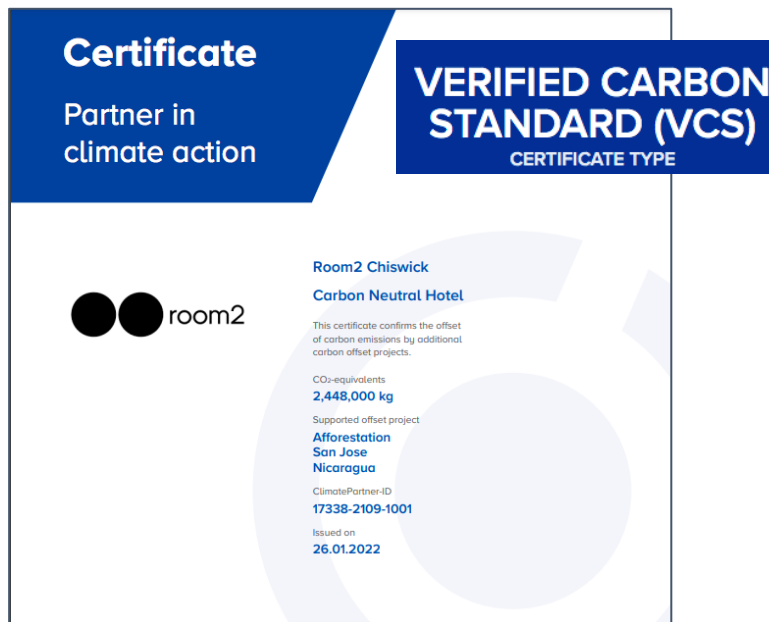 Certificate
Partner in
climate action
VERIFIED CARBON
STANDARD (VCS)
CERTIFICATE TYPE
room2
Room2 Chiswick
Carbon Neutral Hotel
This certificate confirms the offset
of carbon emissions by additional
carbon offset projects.
CO₂-equivalents
2,448,000 kg
Supported offset project
Afforestation
San Jose
Nicaragua
ClimatePartner-ID
17338-2109-1001
Issued on
26.01.2022